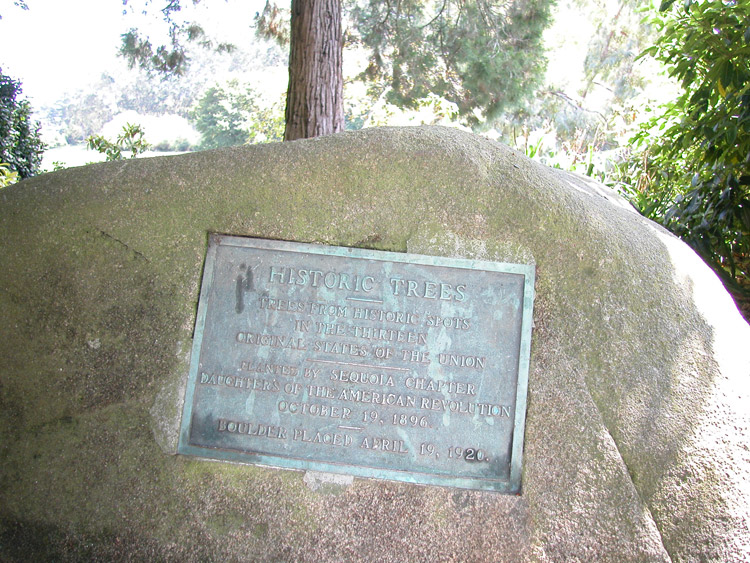 HISTORIC TREES
TREES FROM HISTORIC SPOTS
IN THE THIRTEEN
ORIGINAL STATES OF THE UNION
PLANTED BY SEQUOIA CHAPTER
DAUGHTERS OF THE AMERICAN REVOLUTION
OCTOBER 19, 1896.
BOULDER PLACED APRIL 19, 1920.